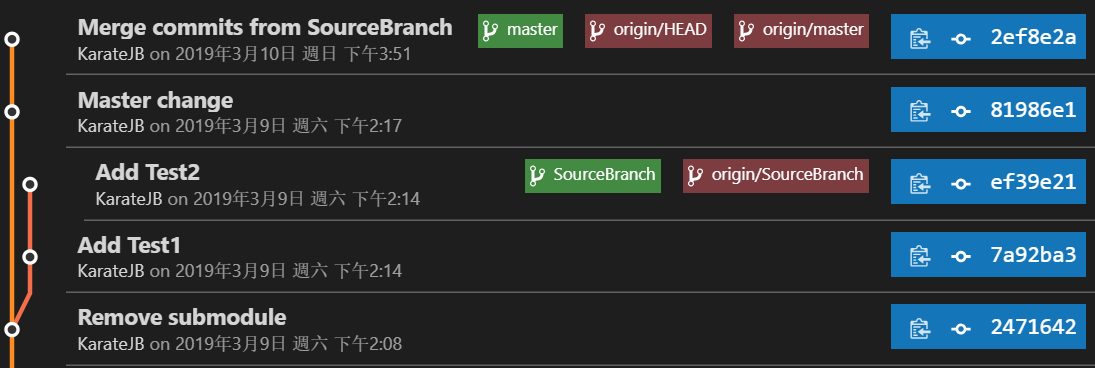 Merge commits from SourceBranch master origin/HEAD origin/master 2ef8e2a
KarateJB on 2019年3月10日 週日 下午3:51
Master change 81986e1
KarateJB on 2019年3月9日 週六 下午2:17
Add Test2 SourceBranch origin/SourceBranch ef39e21
KarateJB on 2019年3月9日 週六 下午2:14
Add Test1 7a92ba3
KarateJB on 2019年3月9日 週六 下午2:14
Remove submodule 2471642
KarateJB on 2019年3月9日 週六 下午2:08